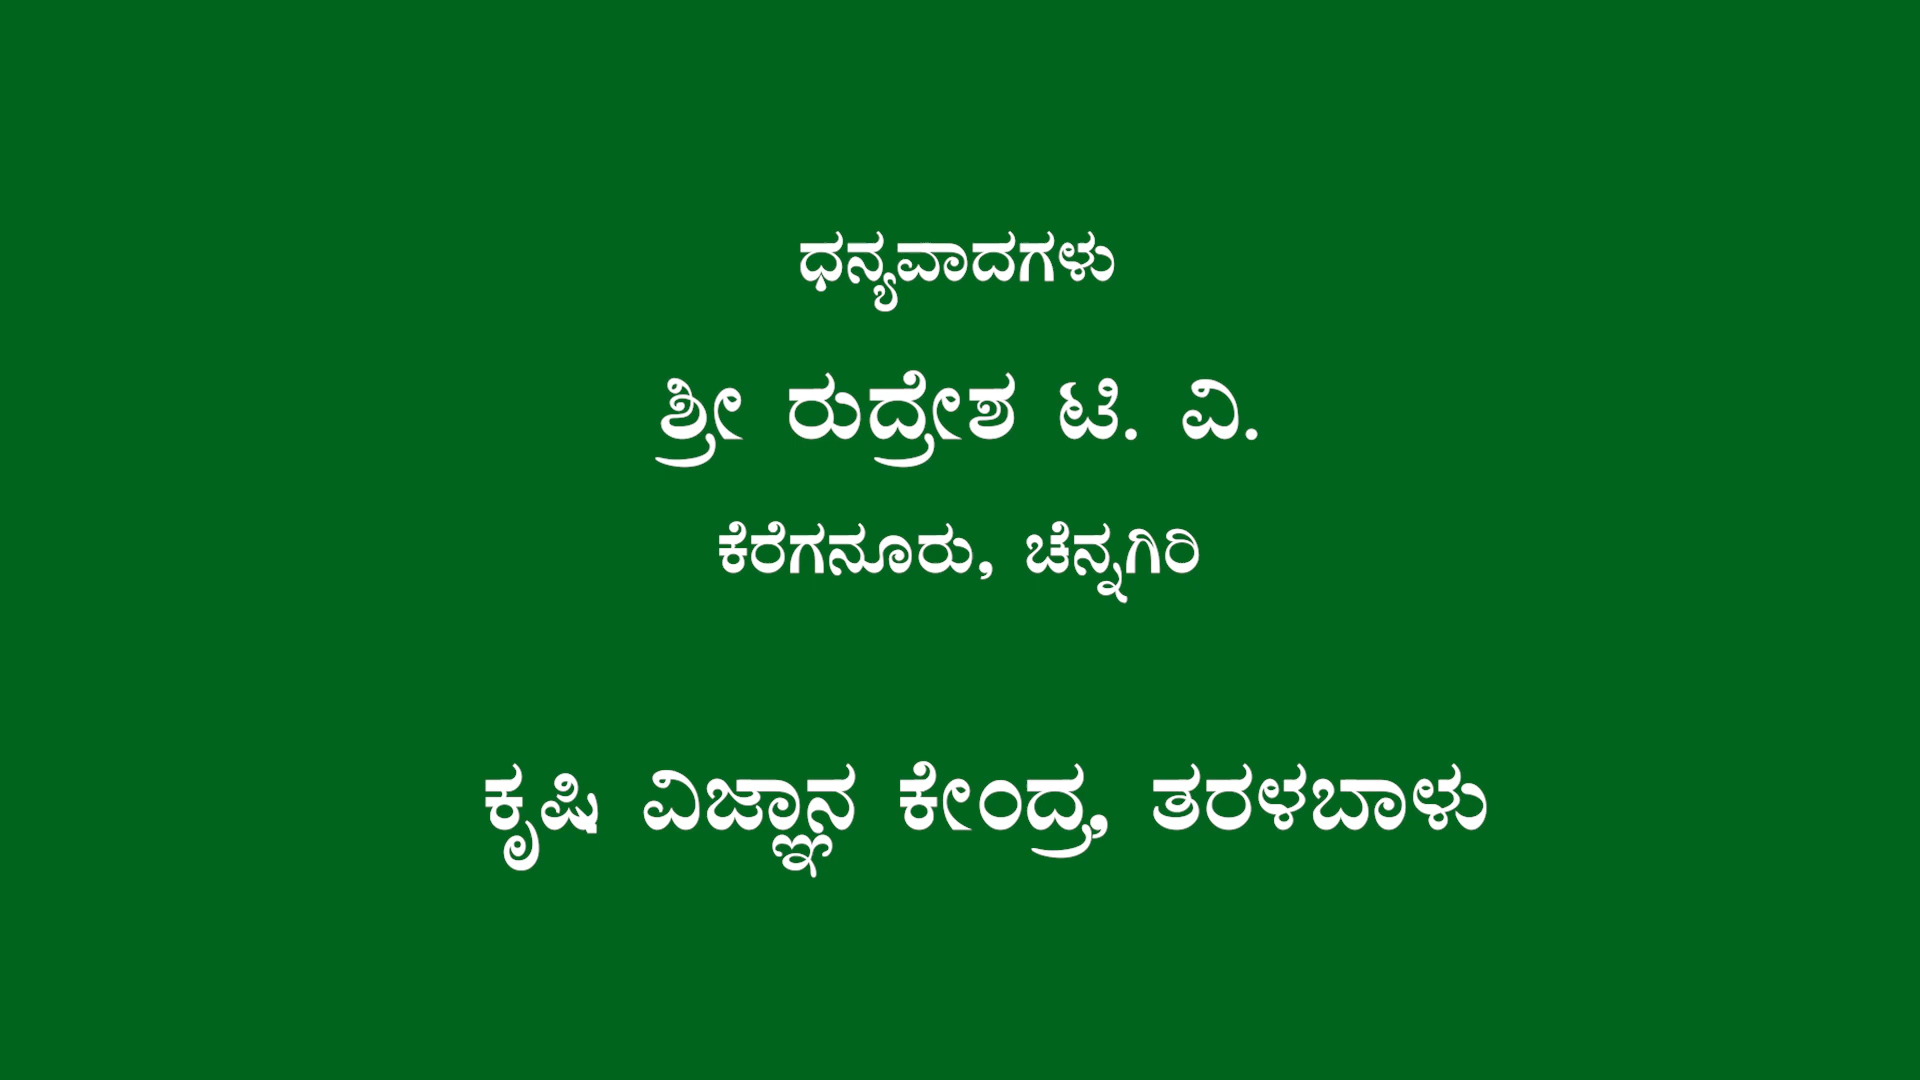 ಧನ್ಯವಾದಗಳು
ಶ್ರೀ ರುದ್ರೇಶ ಟಿ. ವಿ.
ಕೆರೆಗನೂರು, ಚೆನ್ನಗಿರಿ
ಕೃಷಿ ವಿಜ್ಞಾನ ಕೇಂದ್ರ, ತರಳಬಾಳು